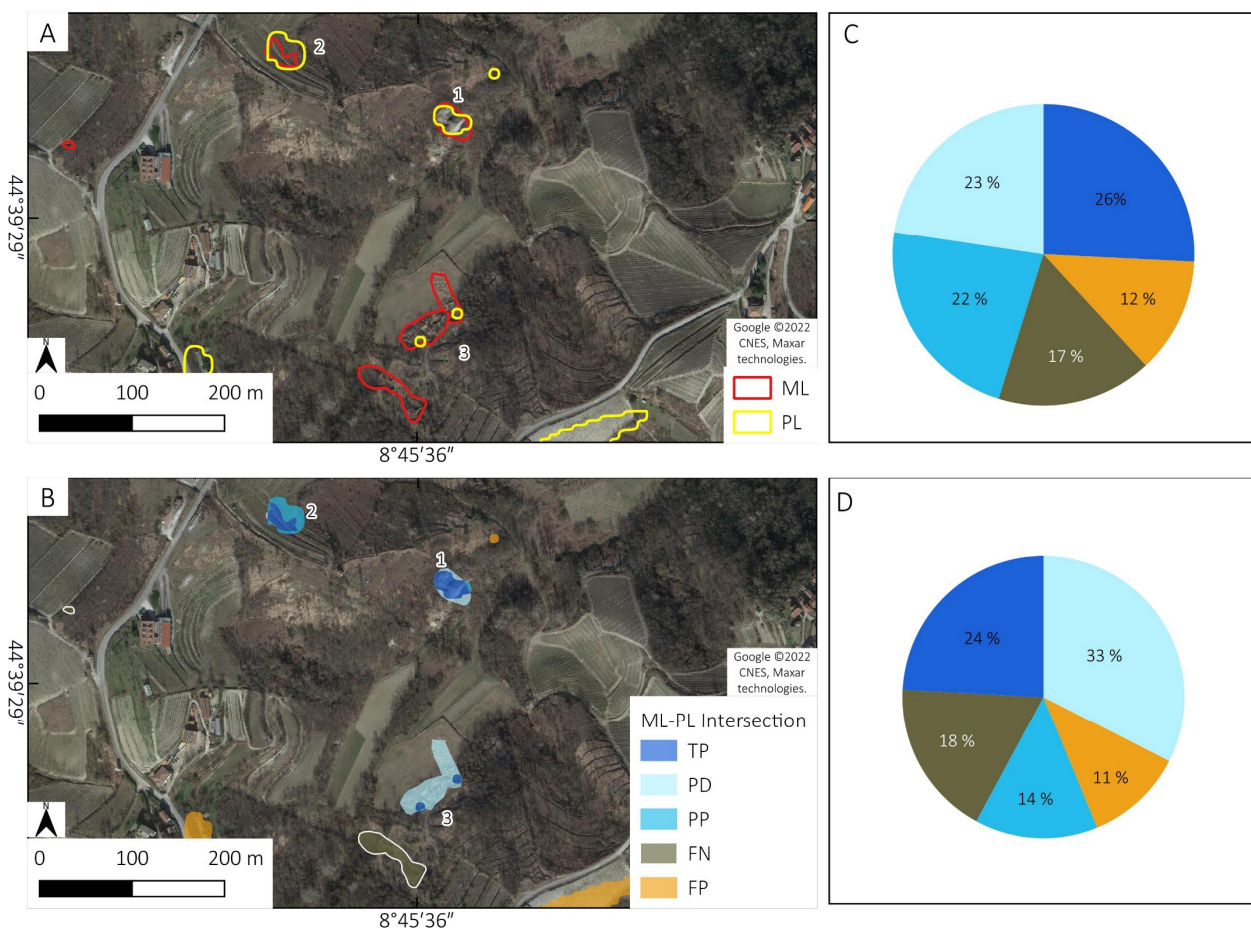 A
2
1
3
44°39'29"
N
0 100 200 m
8°45'36"
Google ©2022
CNES, Maxar
technologies.
ML
PL
C
23 %
26%
22 %
12 %
17 %
B
2
1
3
44°39'29"
N
0 100 200 m
8°45'36"
Google ©2022
CNES, Maxar
technologies.
ML-PL Intersection
TP
PD
PP
FN
FP
D
24 %
33 %
18 %
11 %
14 %